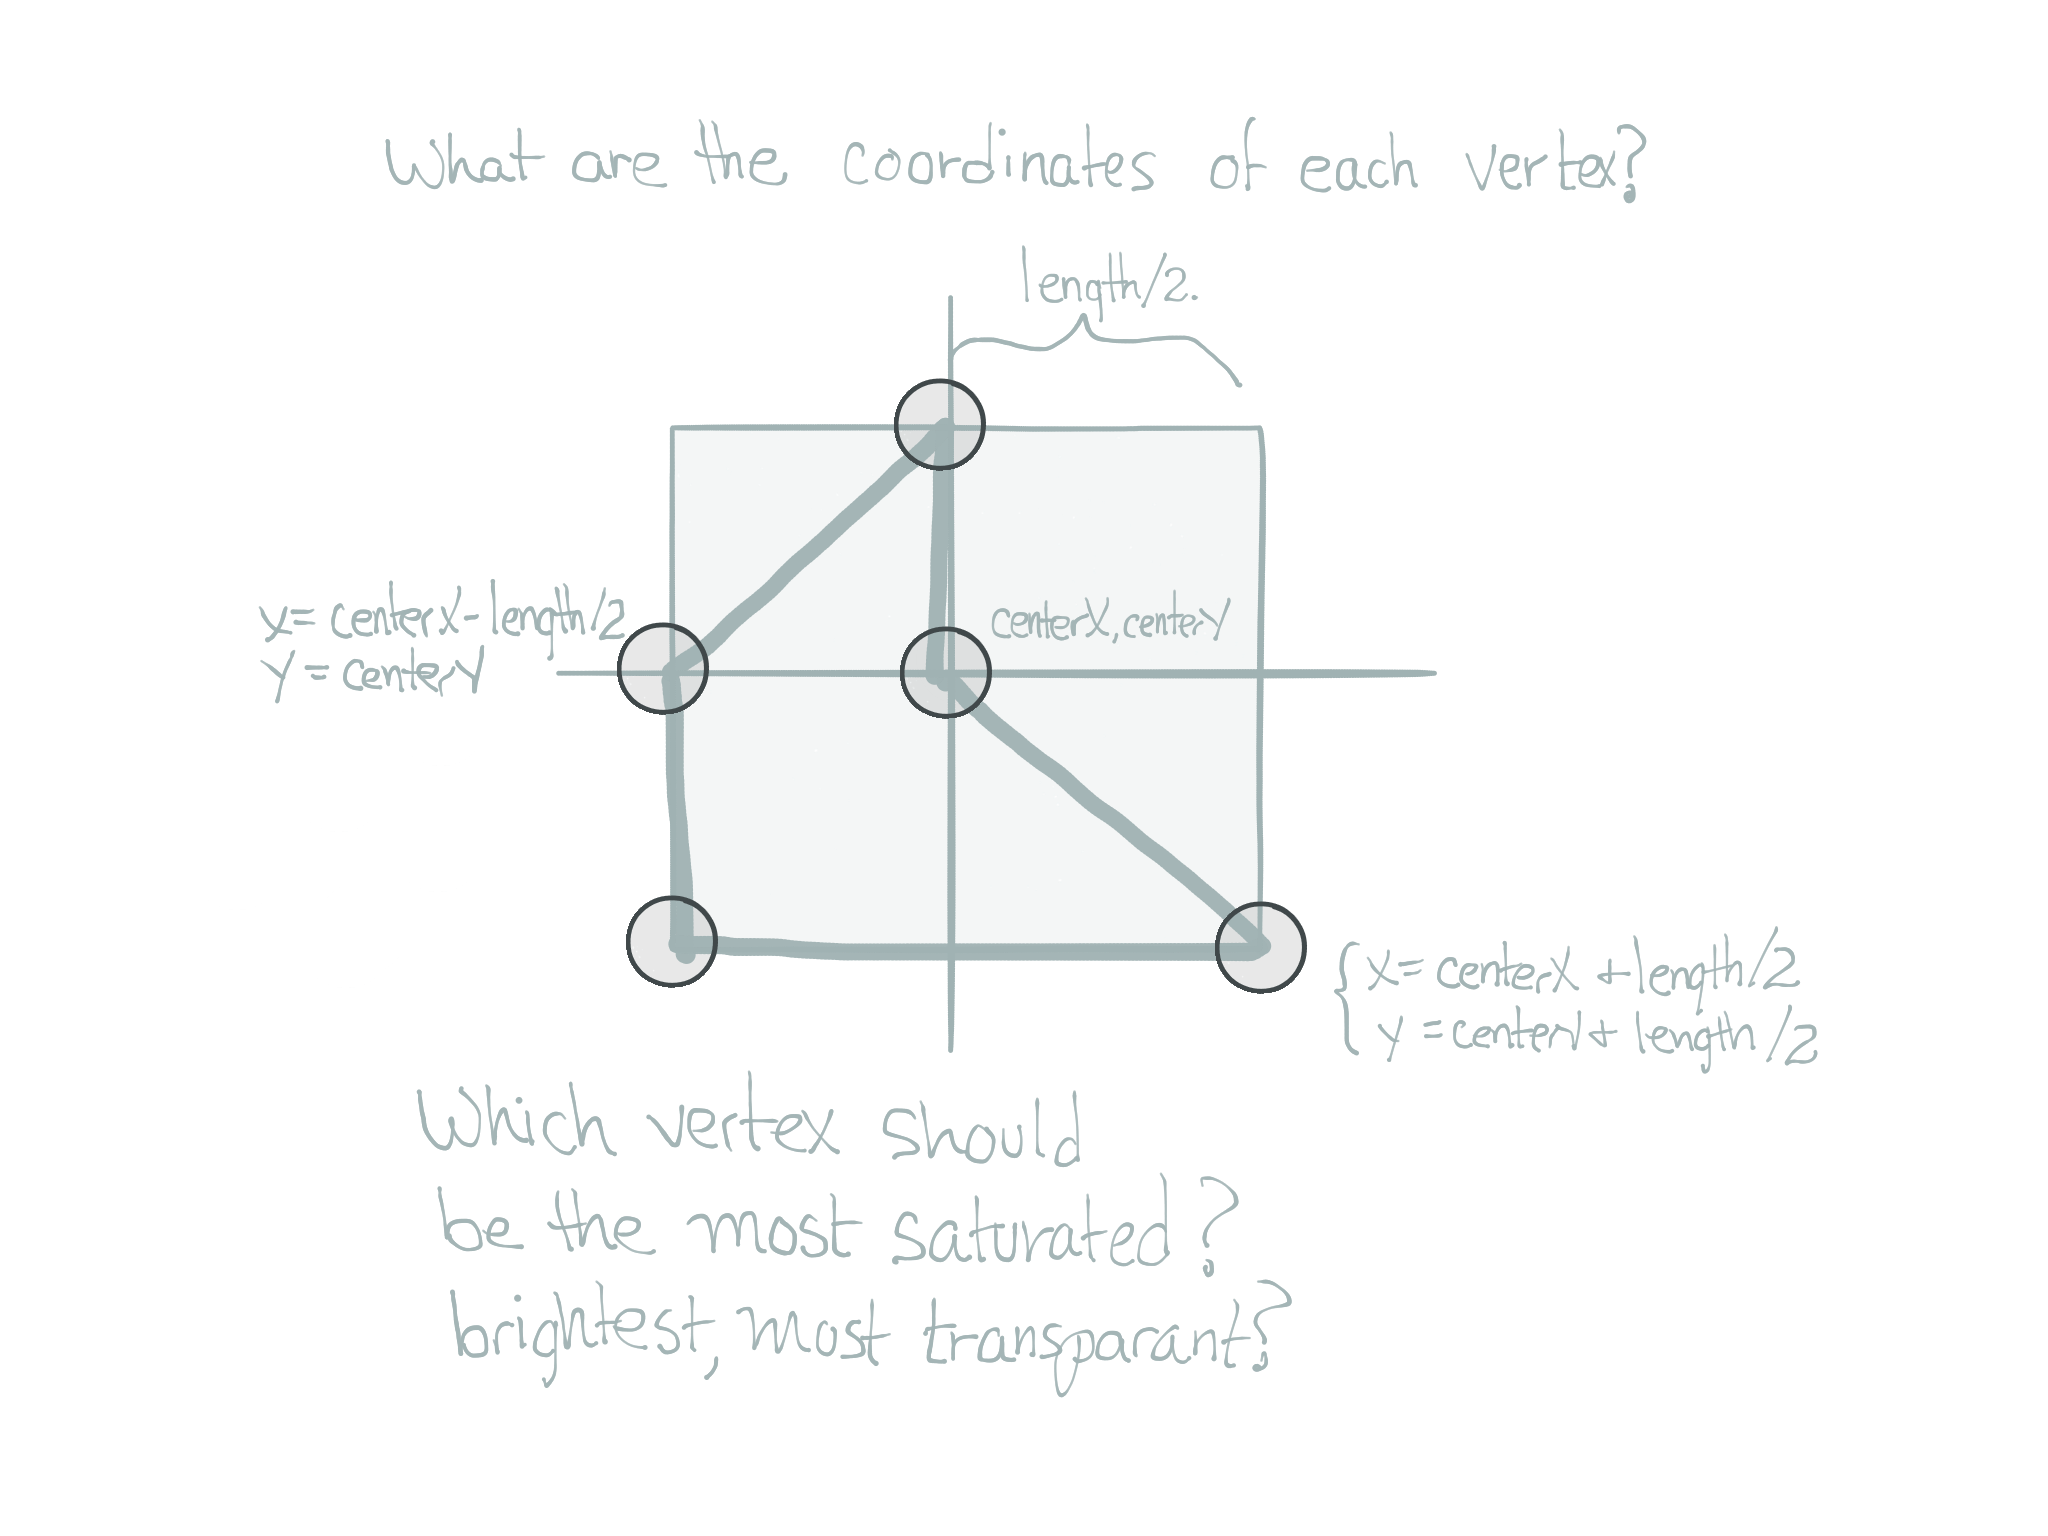 What are the coordinates of each vertex?
length/2.
x= centerX-length/2
Y = centerY
centerX, centerY
x= centerX +length/2
y =centerY+ length/2
Which vertex should
be the most saturated?
brightest, most transparant?